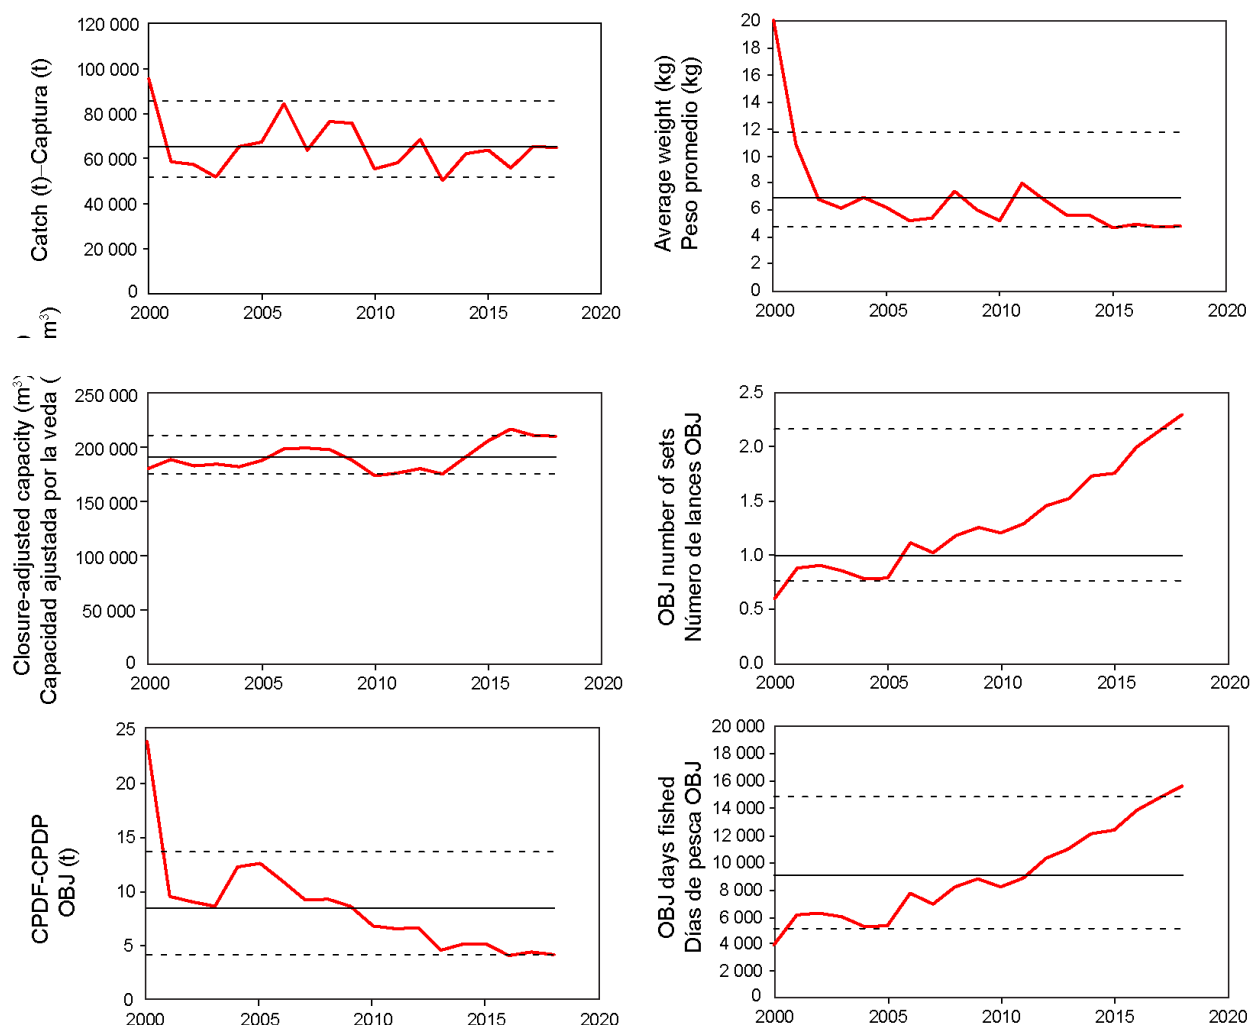 Catch (t)–Captura (t)
120 000
100 000
80 000
60 000
40 000
20 000
0
2000 2005 2010 2015 2020
Average weight (kg)
Peso promedio (kg)
20
18
16
14
12
10
8
6
4
2
0
2000 2005 2010 2015 2020
m³)
Closure-adjusted capacity (m³)
Capacidad ajustada por la veda (
250 000
200 000
150 000
100 000
50 000
0
2000 2005 2010 2015 2020
OBJ number of sets
Número de lances OBJ
2.5
2.0
1.5
1.0
0.5
0.0
2000 2005 2010 2015 2020
CPDF-CPDP
OBJ (t)
25
20
15
10
5
0
2000 2005 2010 2015 2020
OBJ days fished
Días de pesca OBJ
20 000
18 000
16 000
14 000
12 000
10 000
8 000
6 000
4 000
2 000
0
2000 2005 2010 2015 2020